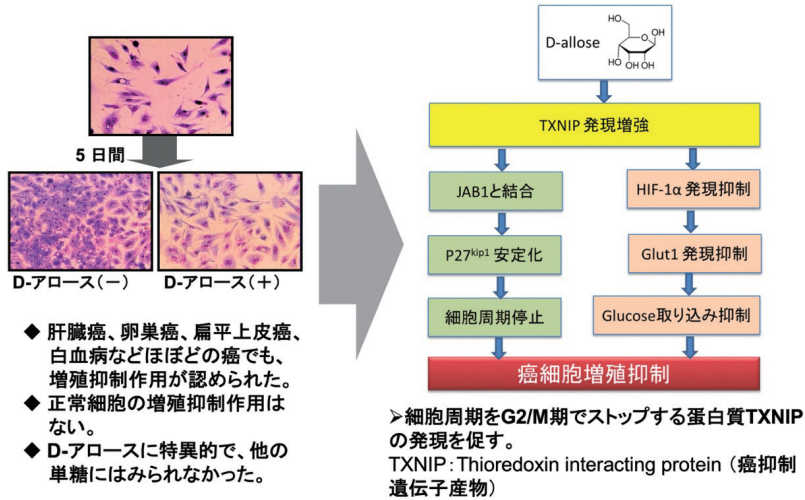 5 日間
D-アロース（－）
D-アロース（＋）
◆ 肝臓癌、卵巣癌、扁平上皮癌、
白血病などほぼどの癌でも、
増殖抑制作用が認められた。
◆ 正常細胞の増殖抑制作用は
ない。
◆ D-アロースに特異的で、他の
単糖にはみられなかった。
D-allose
HO
O
OH
HO
OH
OH
TXNIP 発現増強
JAB1と結合
P27kip1 安定化
細胞周期停止
HIF-1α 発現抑制
Glut1 発現抑制
Glucose取り込み抑制
癌細胞増殖抑制
➢細胞周期をG2/M期でストップする蛋白質TXNIP
の発現を促す。
TXNIP：Thioredoxin interacting protein （癌抑制
遺伝子産物）